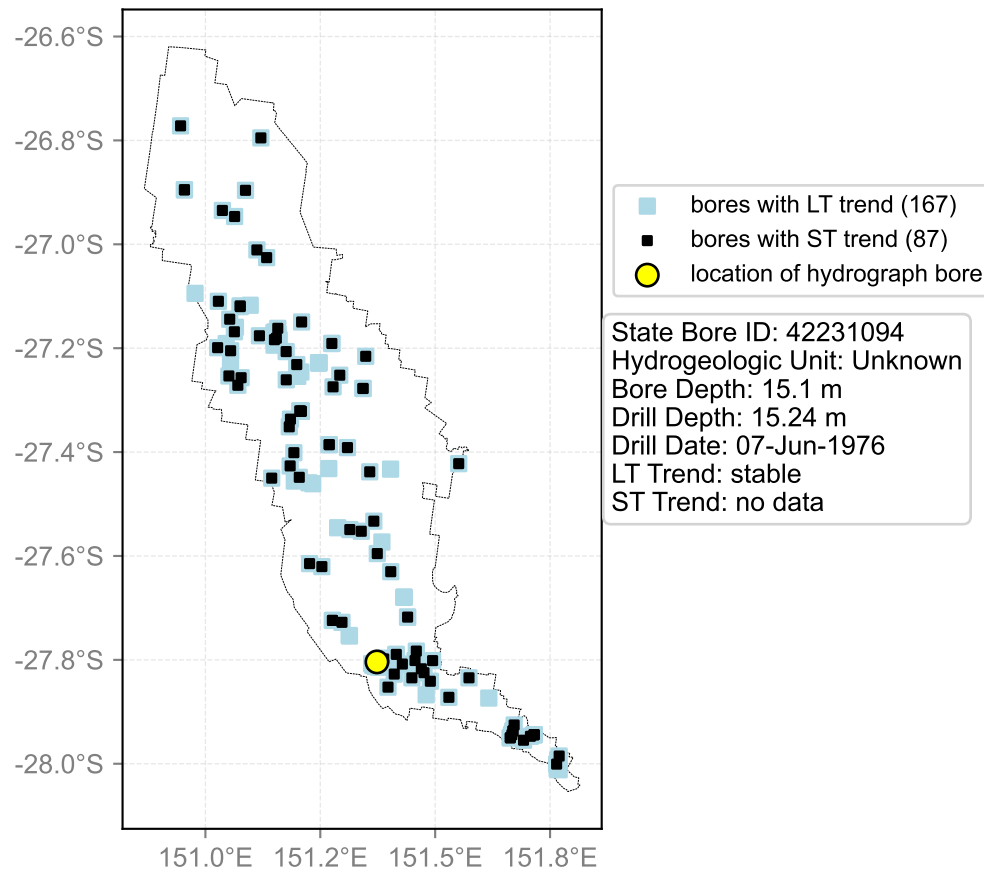 -26.6°S
-26.8°S
-27.0°S
-27.2°S
-27.4°S
-27.6°S
-27.8°S
-28.0°S
151.0°E 151.2°E 151.5°E 151.8°E
bores with LT trend (167)
bores with ST trend (87)
location of hydrograph bore
State Bore ID: 42231094
Hydrogeologic Unit: Unknown
Bore Depth: 15.1 m
Drill Depth: 15.24 m
Drill Date: 07-Jun-1976
LT Trend: stable
ST Trend: no data